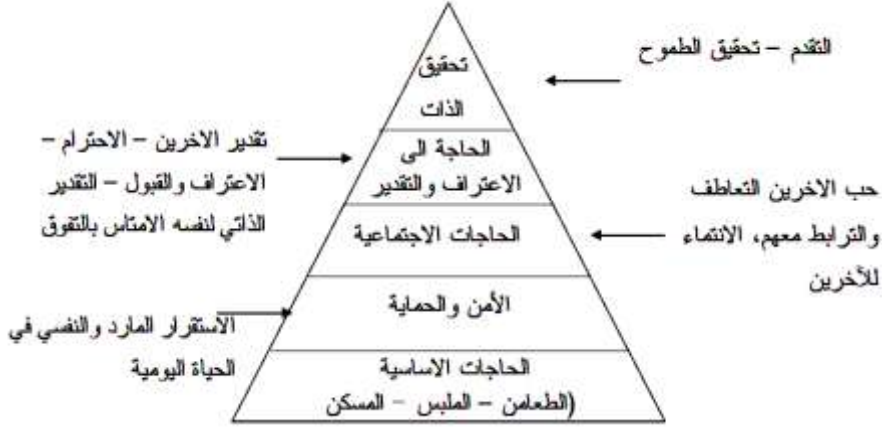 التقدم – تحقيق الطموح
تحقيق
الذات
تقدير الاخرين – الاحترام –
الاعتراف والقبول – التقدير
الذاتي لنفسه الامتاس بالتفوق
الحاجة الى
الاعتراف والتقدير
حب الاخرين التعاطف
والترابط معهم، الانتماء
للآخرين
الحاجات الاجتماعية
الأمن والحماية
الاستقرار المارد والنفسي في
الحياة اليومية
الحاجات الاساسية
(الطعامن – الملبس – المسكن